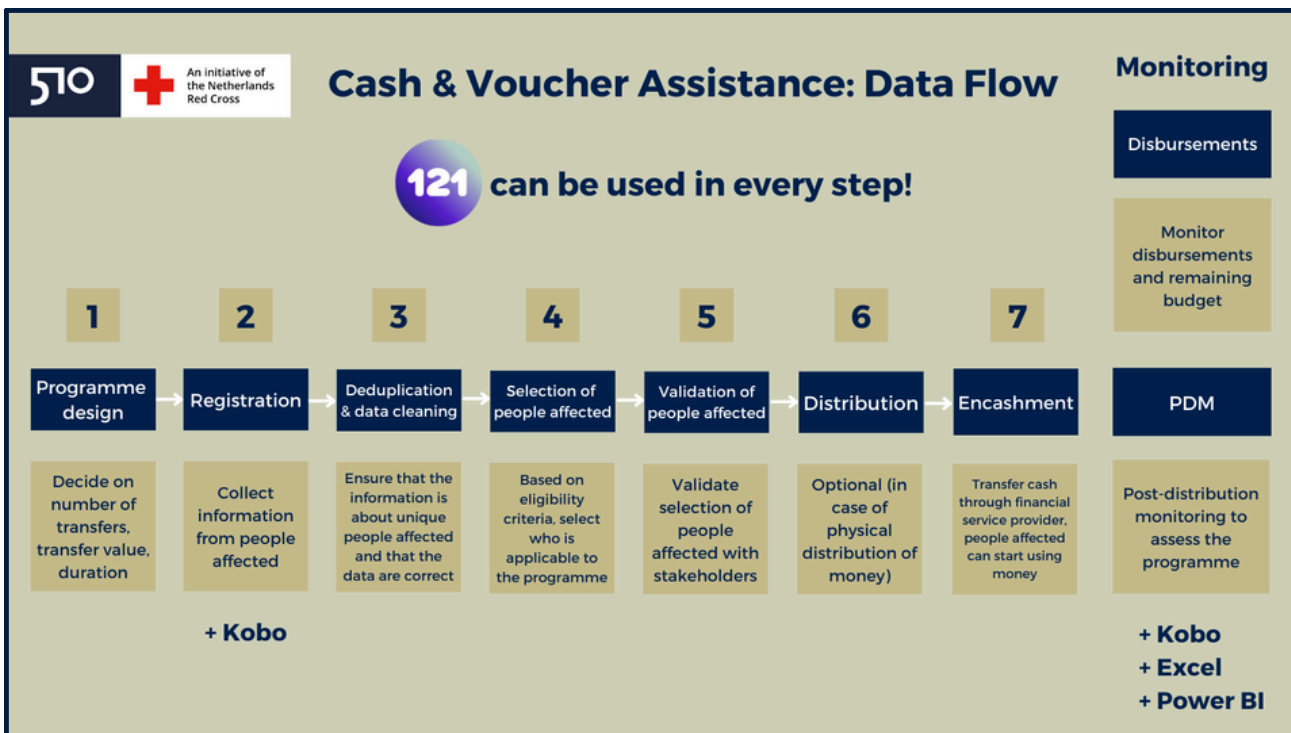 510
An initiative of
the Netherlands
Red Cross
Cash & Voucher Assistance: Data Flow
121 can be used in every step!
1
Programme
design
Decide on
number of
transfers,
transfer value,
duration
2
Registration
Collect
information
from people
affected
+ Kobo
3
Deduplication
& data cleaning
Ensure that the
information is
about unique
people affected
and that the
data are correct
4
Selection of
people affected
Based on
eligibility
criteria, select
who is
applicable to
the programme
5
Validation of
people affected
Validate
selection of
people
affected with
stakeholders
6
Distribution
Optional (in
case of
physical
distribution of
money)
7
Encashment
Transfer cash
through financial
service provider,
people affected
can start using
money
Monitoring
Disbursements
Monitor
disbursements
and remaining
budget
PDM
Post-distribution
monitoring to
assess the
programme
+ Kobo
+ Excel
+ Power BI